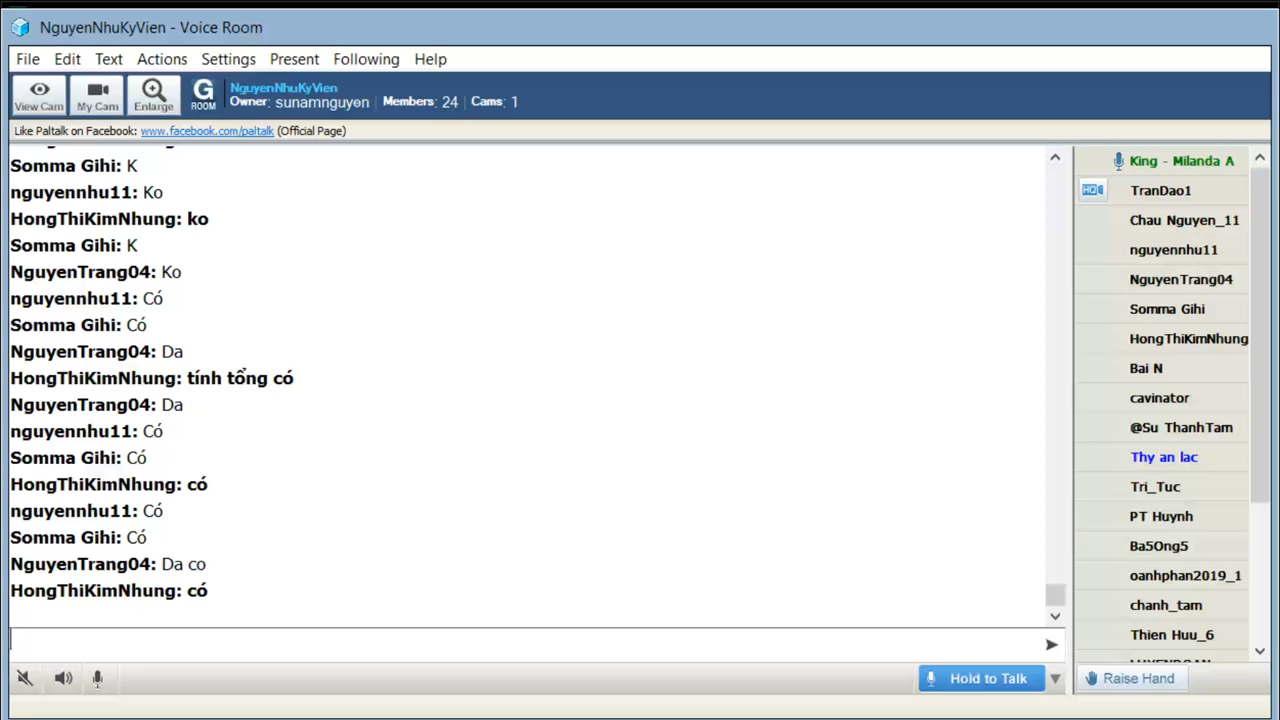 NguyenNhuKyVien - Voice Room
File Edit Text Actions Settings Present Following Help
View Cam My Cam Enlarge G ROOM
NguyenNhuKyVien
Owner: sunamnguyen | Members: 24 | Cams: 1
Like Paltalk on Facebook: www.facebook.com/paltalk (Official Page)
Somma Gihi: K
nguyennhu11: Ko
HongThiKimNhung: ko
Somma Gihi: K
NguyenTrang04: Ko
nguyennhu11: Có
Somma Gihi: Có
NguyenTrang04: Da
HongThiKimNhung: tính tổng có
NguyenTrang04: Da
nguyennhu11: Có
Somma Gihi: Có
HongThiKimNhung: có
nguyennhu11: Có
Somma Gihi: Có
NguyenTrang04: Da co
HongThiKimNhung: có
King - Milanda A
HD TranDao1
Chau Nguyen_11
nguyennhu11
NguyenTrang04
Somma Gihi
HongThiKimNhung
Bai N
cavinator
@Su ThanhTam
Thy an lac
Tri_Tuc
PT Huynh
Ba5Ong5
oanhphan2019_1
chanh_tam
Thien Huu_6
Hold to Talk
Raise Hand